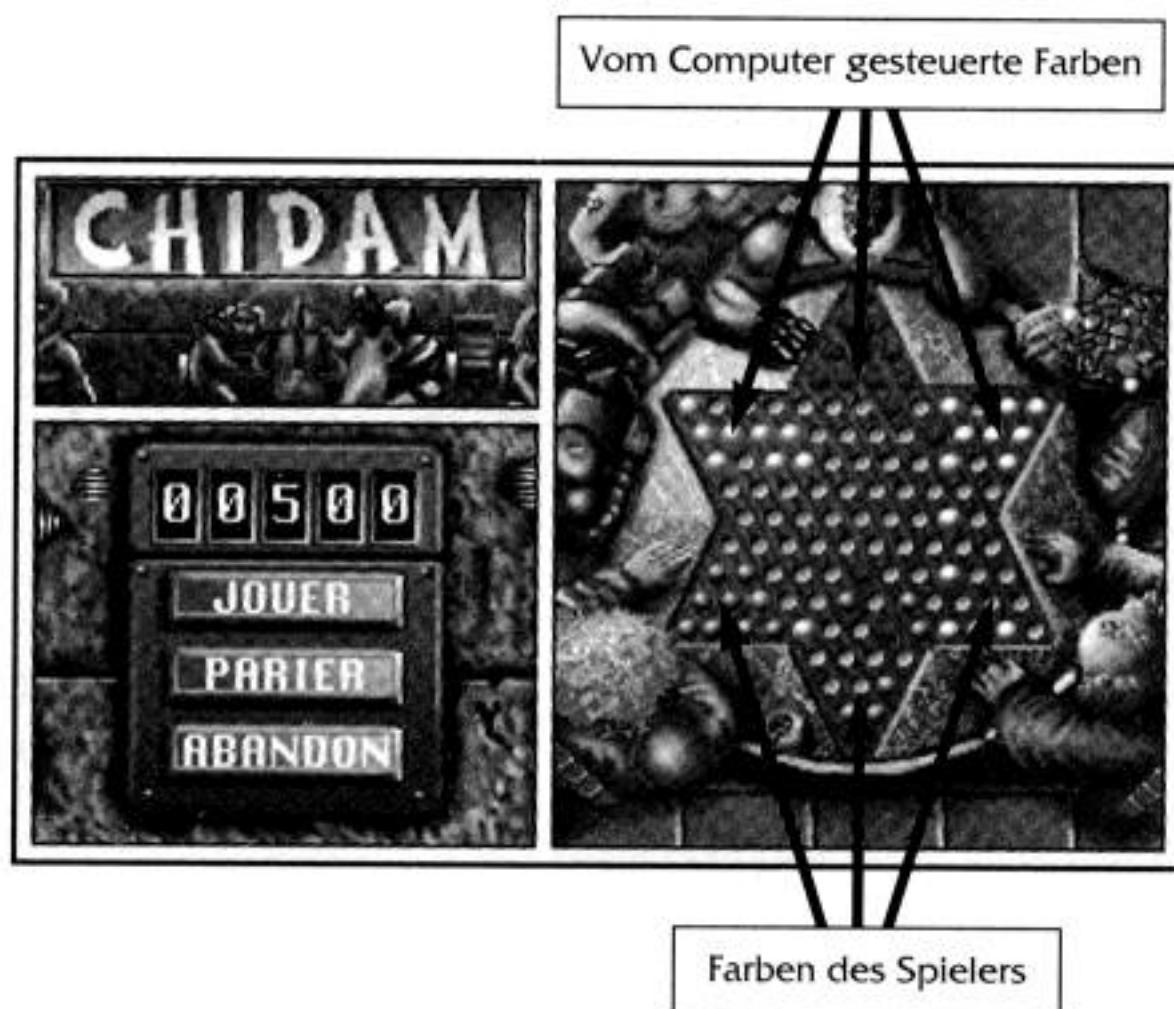 Vom Computer gesteuerte Farben
CHIDAM
00500
JOUER
PARIER
ABANDON
Farben des Spielers